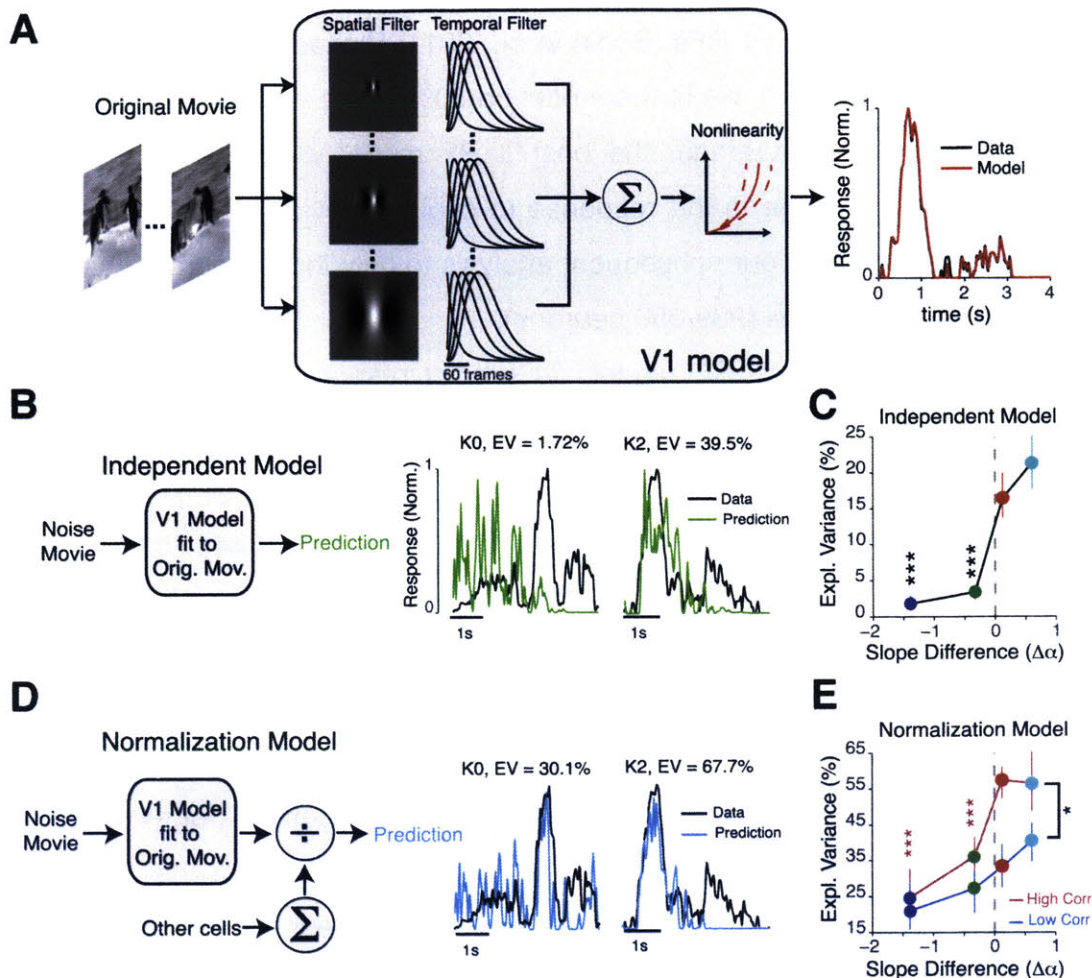 A
Spatial Filter Temporal Filter
Original Movie
...
Σ
Nonlinearity
60 frames
V1 model
Response (Norm.)
1
0
Data
Model
0 1 2 3 4
time (s)
B
Independent Model
Noise
Movie
V1 Model
fit to
Orig. Mov.
Prediction
K0, EV = 1.72%
K2, EV = 39.5%
Response (Norm.)
1
0
Data
Prediction
1s
1s
C
Independent Model
Expl. Variance (%)
25
20
15
10
5
0
***
***
−2 −1 0 1
Slope Difference (Δα)
D
Normalization Model
Noise
Movie
V1 Model
fit to
Orig. Mov.
÷
Prediction
Other cells
Σ
K0, EV = 30.1%
K2, EV = 67.7%
Data
Prediction
1s
1s
E
Normalization Model
Expl. Variance (%)
65
55
45
35
25
15
***
***
*
High Corr
Low Corr
−2 −1 0 1
Slope Difference (Δα)